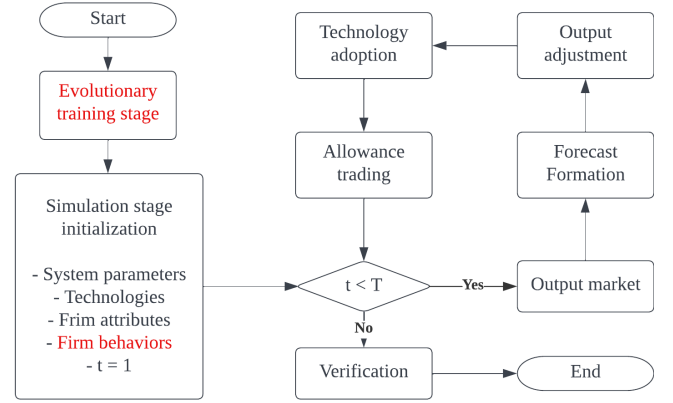 Start
Evolutionary
training stage
Simulation stage
initialization
- System parameters
- Technologies
- Frim attributes
- Firm behaviors
- t = 1
Technology
adoption
Allowance
trading
t < T
Yes
No
Verification
Output
adjustment
Forecast
Formation
Output market
End